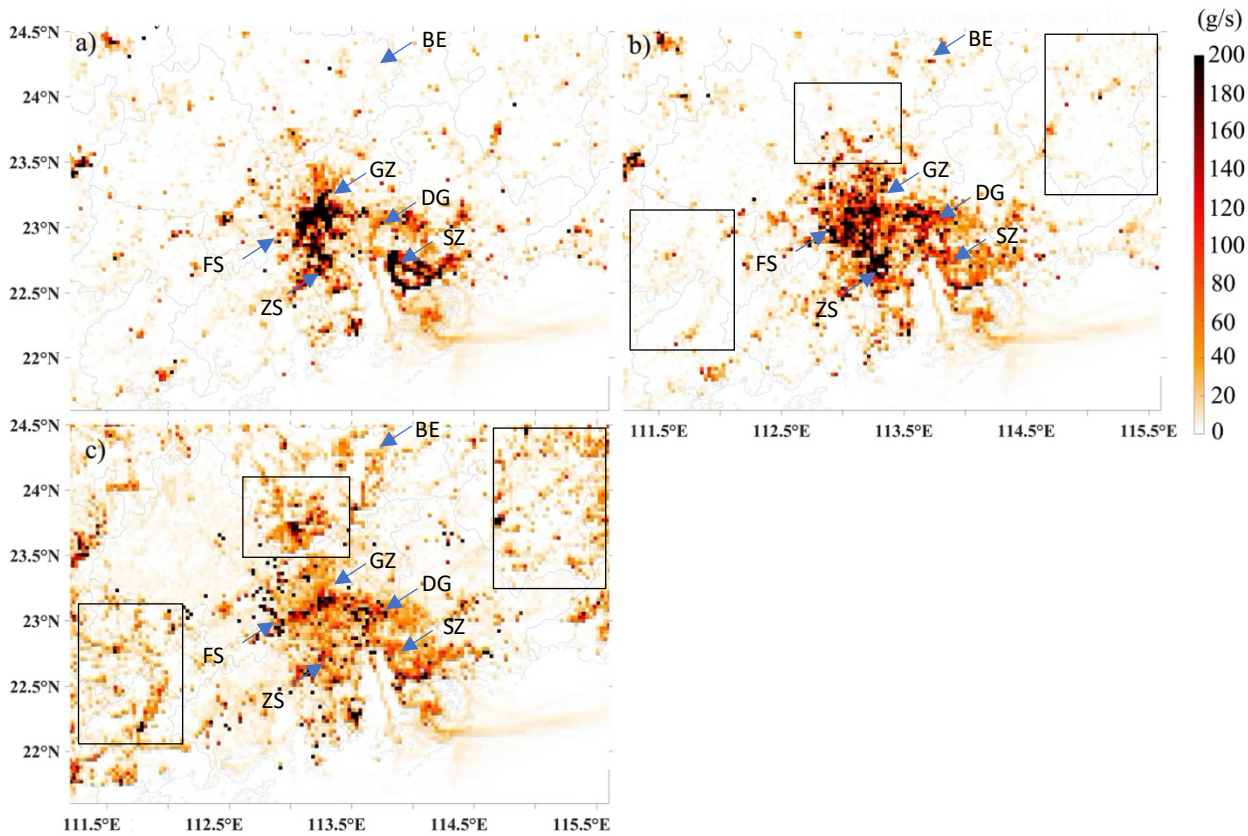 (g/s)
24.5°N
24°N
23.5°N
23°N
22.5°N
22°N
a)
BE
GZ
DG
SZ
FS
ZS
b)
BE
GZ
DG
SZ
FS
ZS
111.5°E 112.5°E 113.5°E 114.5°E 115.5°E
200
180
160
140
120
100
80
60
40
20
0
24.5°N
24°N
23.5°N
23°N
22.5°N
22°N
c)
BE
GZ
DG
SZ
FS
ZS
111.5°E 112.5°E 113.5°E 114.5°E 115.5°E